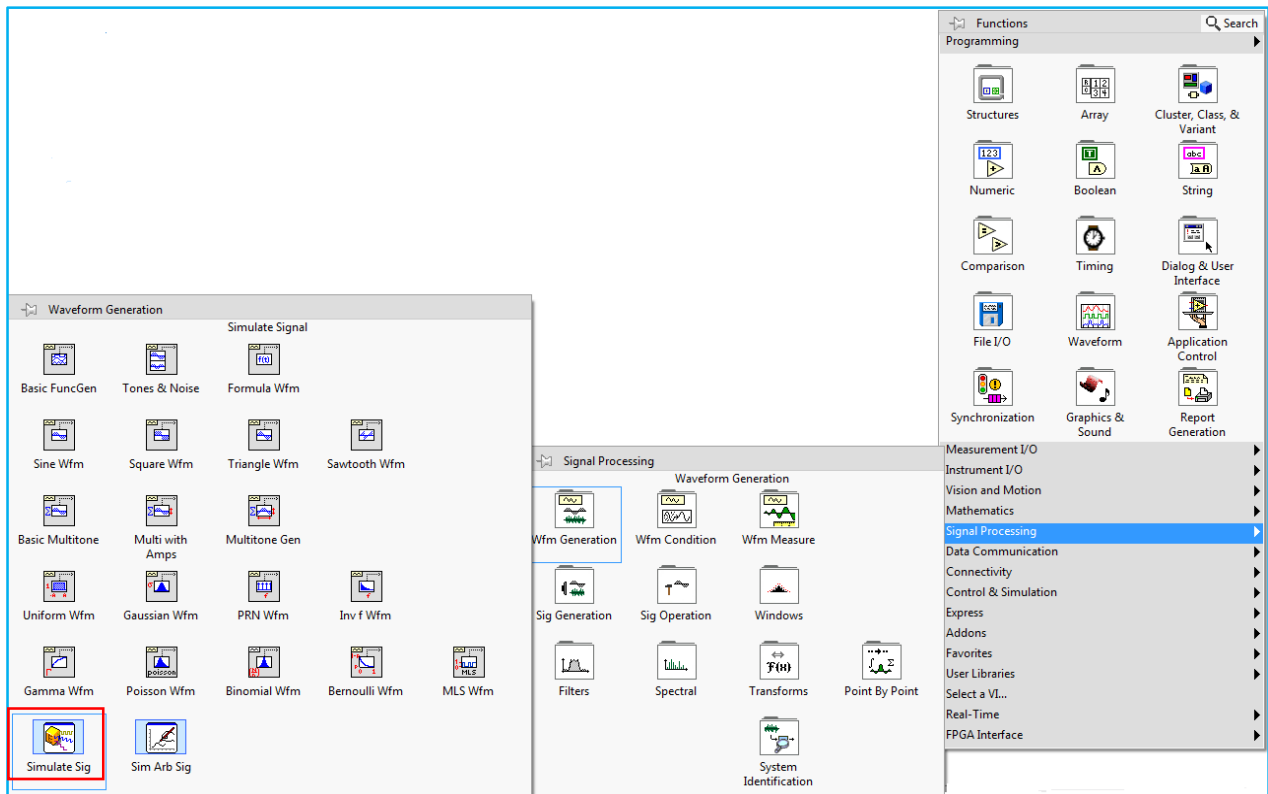 Functions
Search
Programming
Structures
Array
Cluster, Class, &
Variant
Numeric
Boolean
String
Comparison
Timing
Dialog & User
Interface
File I/O
Waveform
Application
Control
Synchronization
Graphics &
Sound
Report
Generation
Measurement I/O
Instrument I/O
Vision and Motion
Mathematics
Signal Processing
Data Communication
Connectivity
Control & Simulation
Express
Addons
Favorites
User Libraries
Select a VI...
Real-Time
FPGA Interface
Signal Processing
Waveform Generation
Wfm Generation
Wfm Condition
Wfm Measure
Sig Generation
Sig Operation
Windows
Filters
Spectral
Transforms
Point By Point
System
Identification
Waveform Generation
Simulate Signal
Basic FuncGen
Tones & Noise
Formula Wfm
Sine Wfm
Square Wfm
Triangle Wfm
Sawtooth Wfm
Basic Multitone
Multi with
Amps
Multitone Gen
Uniform Wfm
Gaussian Wfm
PRN Wfm
Inv f Wfm
Gamma Wfm
Poisson Wfm
Binomial Wfm
Bernoulli Wfm
MLS Wfm
Simulate Sig
Sim Arb Sig